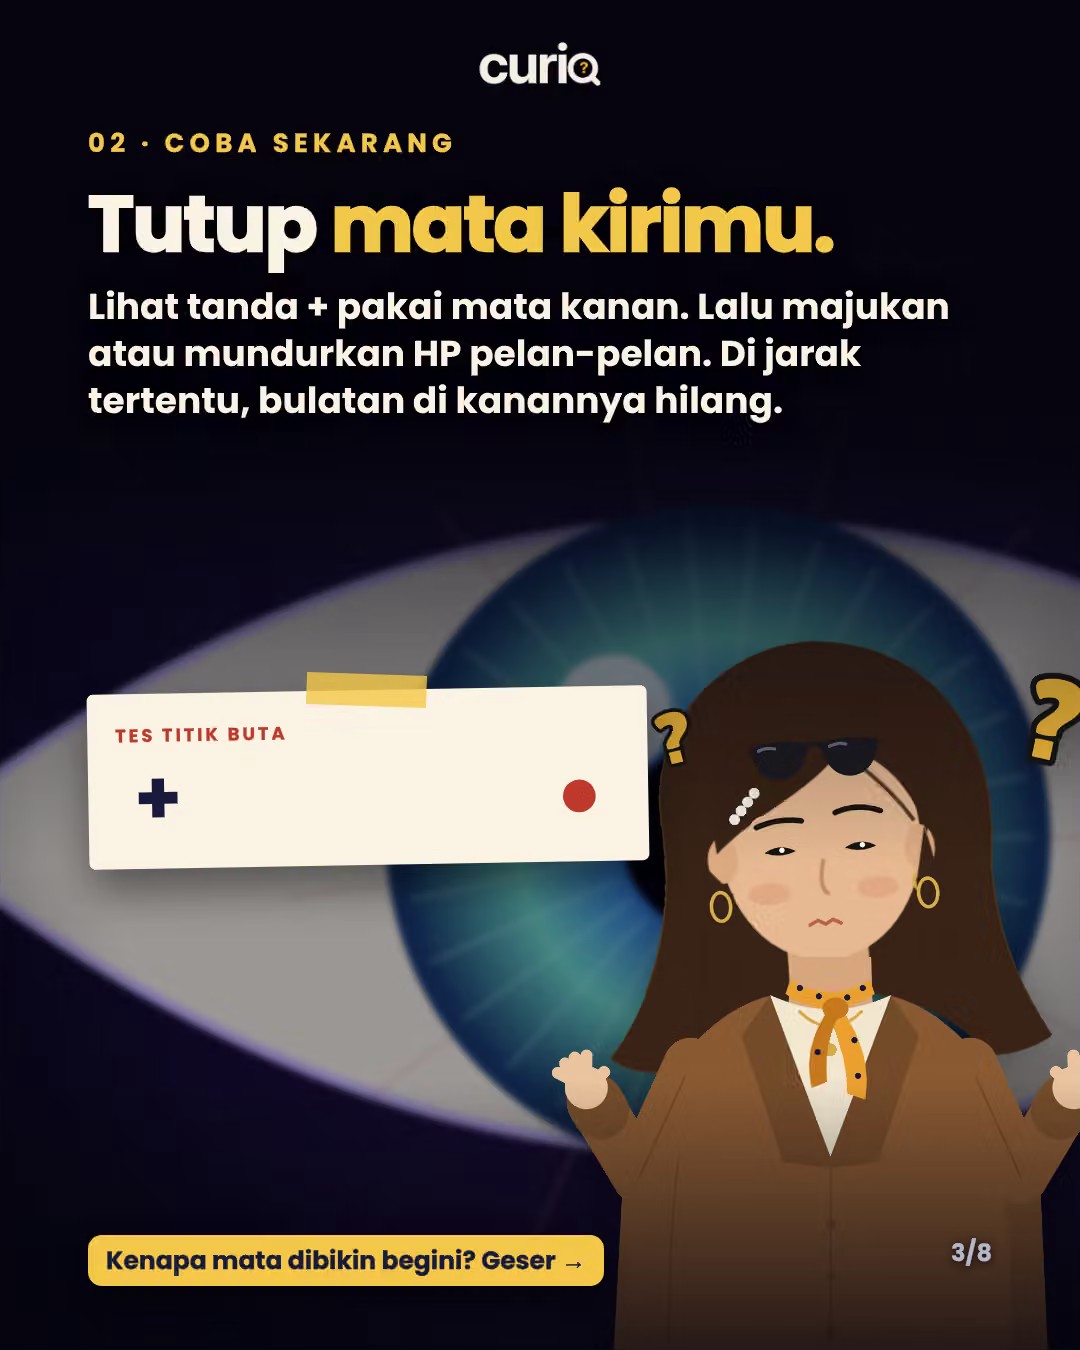 curio
02 · COBA SEKARANG
Tutup mata kirimu.
Lihat tanda + pakai mata kanan. Lalu majukan
atau mundurkan HP pelan-pelan. Di jarak
tertentu, bulatan di kanannya hilang.
TES TITIK BUTA
?
?
Kenapa mata dibikin begini? Geser →
3/8